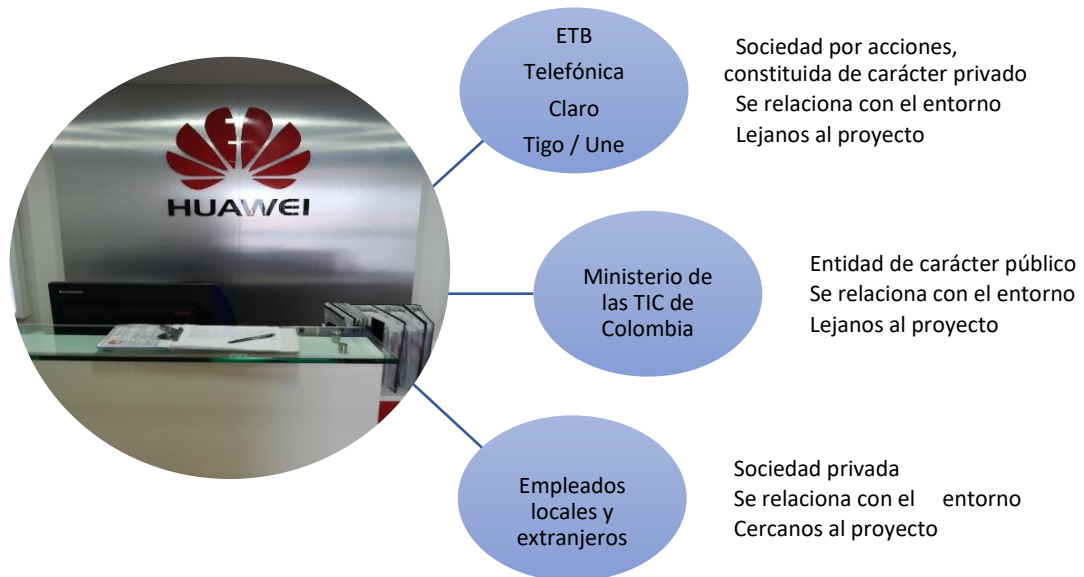 HUAWEI
ETB
Telefónica
Claro
Tigo / Une
Sociedad por acciones,
constituida de carácter privado
Se relaciona con el entorno
Lejanos al proyecto
Ministerio de
las TIC de
Colombia
Entidad de carácter público
Se relaciona con el entorno
Lejanos al proyecto
Empleados
locales y
extranjeros
Sociedad privada
Se relaciona con el entorno
Cercanos al proyecto